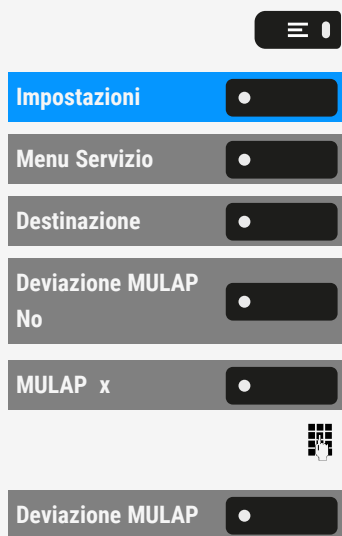 Impostazioni
Menu Servizio
Destinazione
Deviazione MULAP
No
MULAP x
Deviazione MULAP